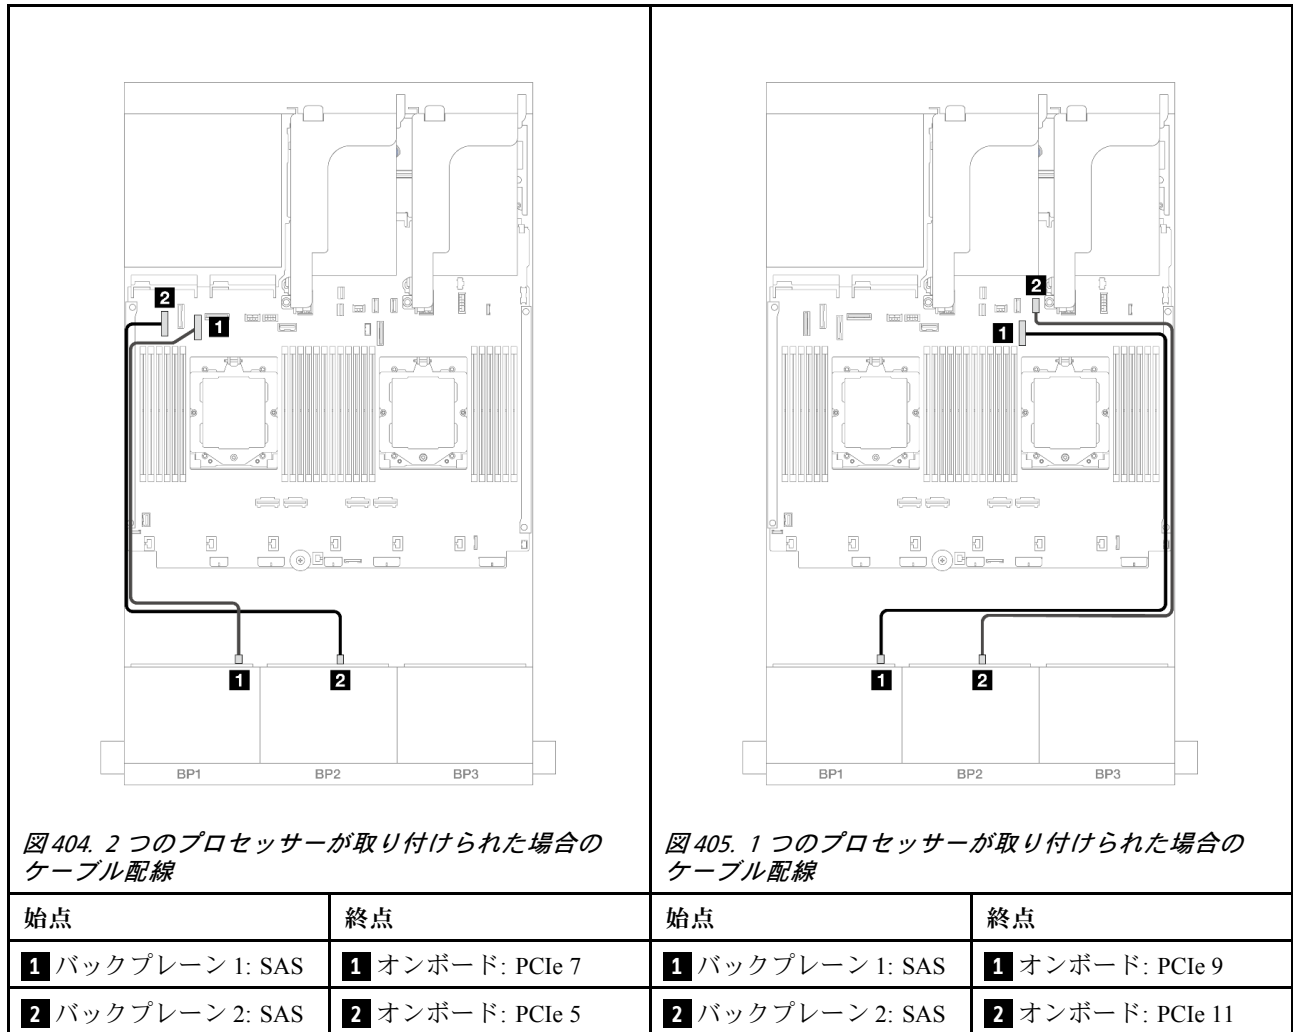 2
1
1
2
BP1
BP2
BP3
図 404. 2 つのプロセッサーが取り付けられた場合の
ケーブル配線
2
1
1
2
BP1
BP2
BP3
図 405. 1 つのプロセッサーが取り付けられた場合の
ケーブル配線
始点 終点 始点 終点
1 バックプレーン 1: SAS 1 オンボード: PCIe 7 1 バックプレーン 1: SAS 1 オンボード: PCIe 9
2 バックプレーン 2: SAS 2 オンボード: PCIe 5 2 バックプレーン 2: SAS 2 オンボード: PCIe 11